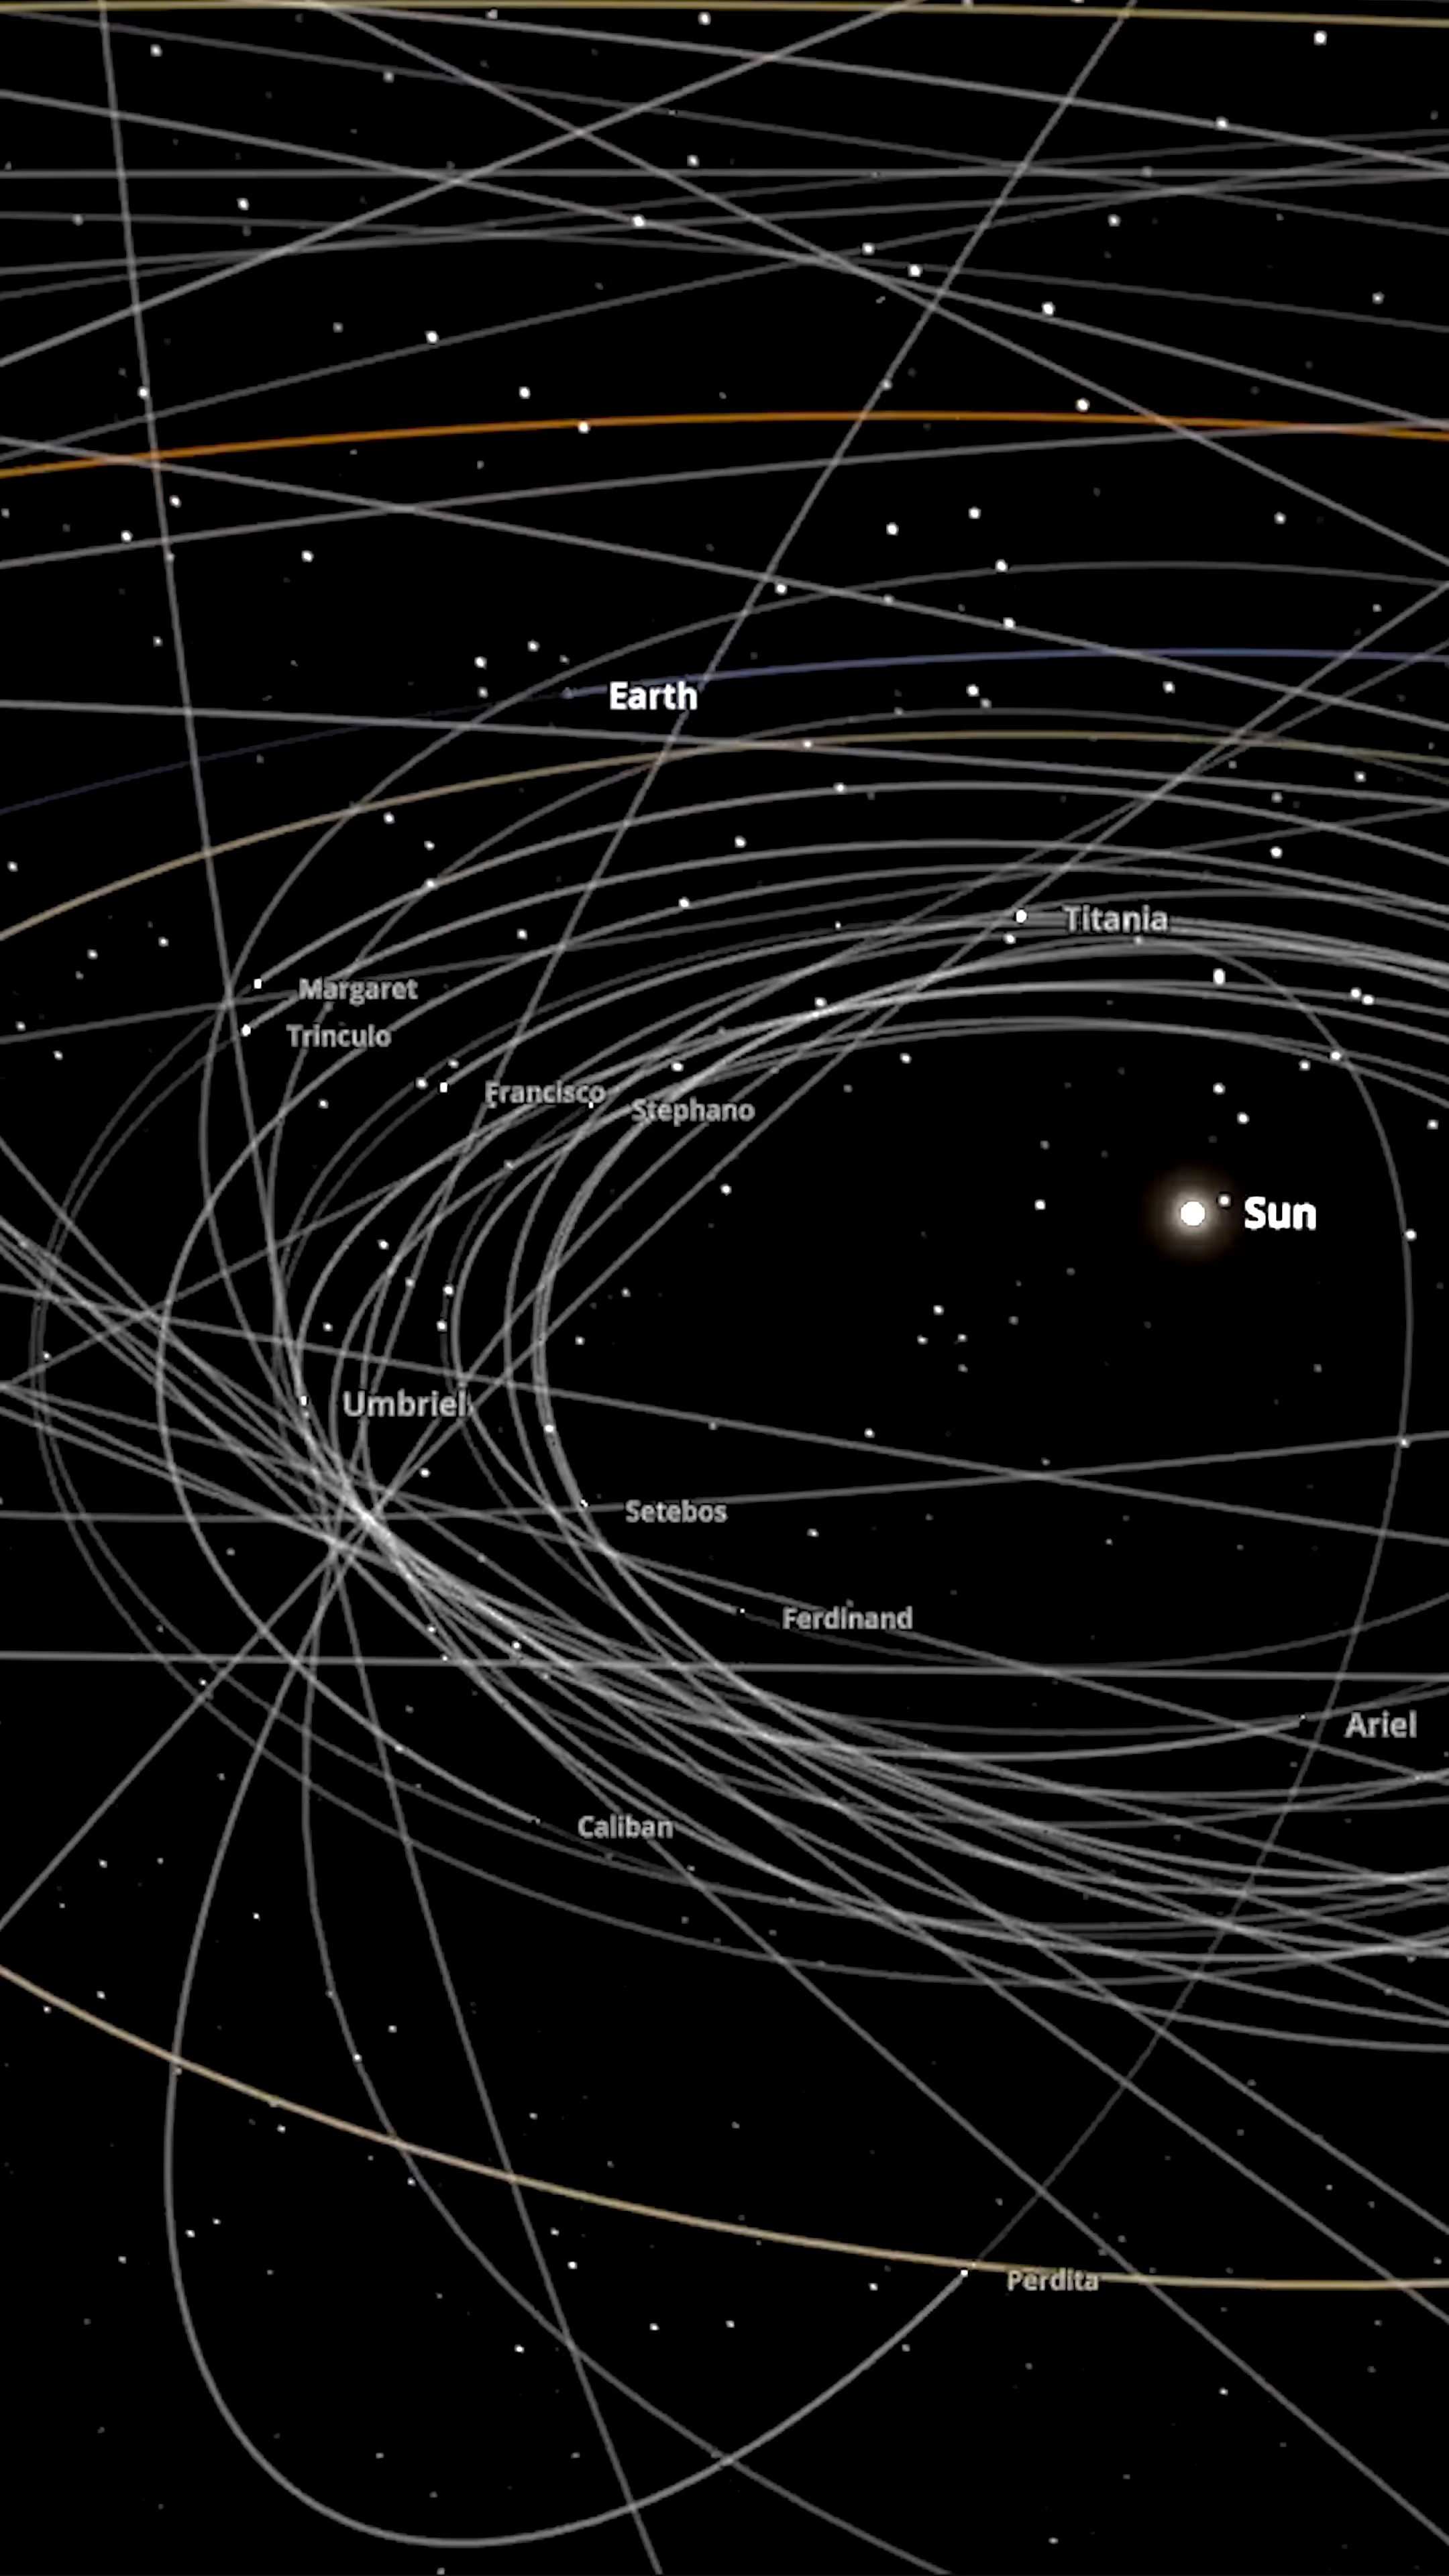 Earth
Titania
Margaret
Trinculo
Francisco
Stephano
Sun
Umbriel
Setebos
Ferdinand
Ariel
Caliban
Perdita